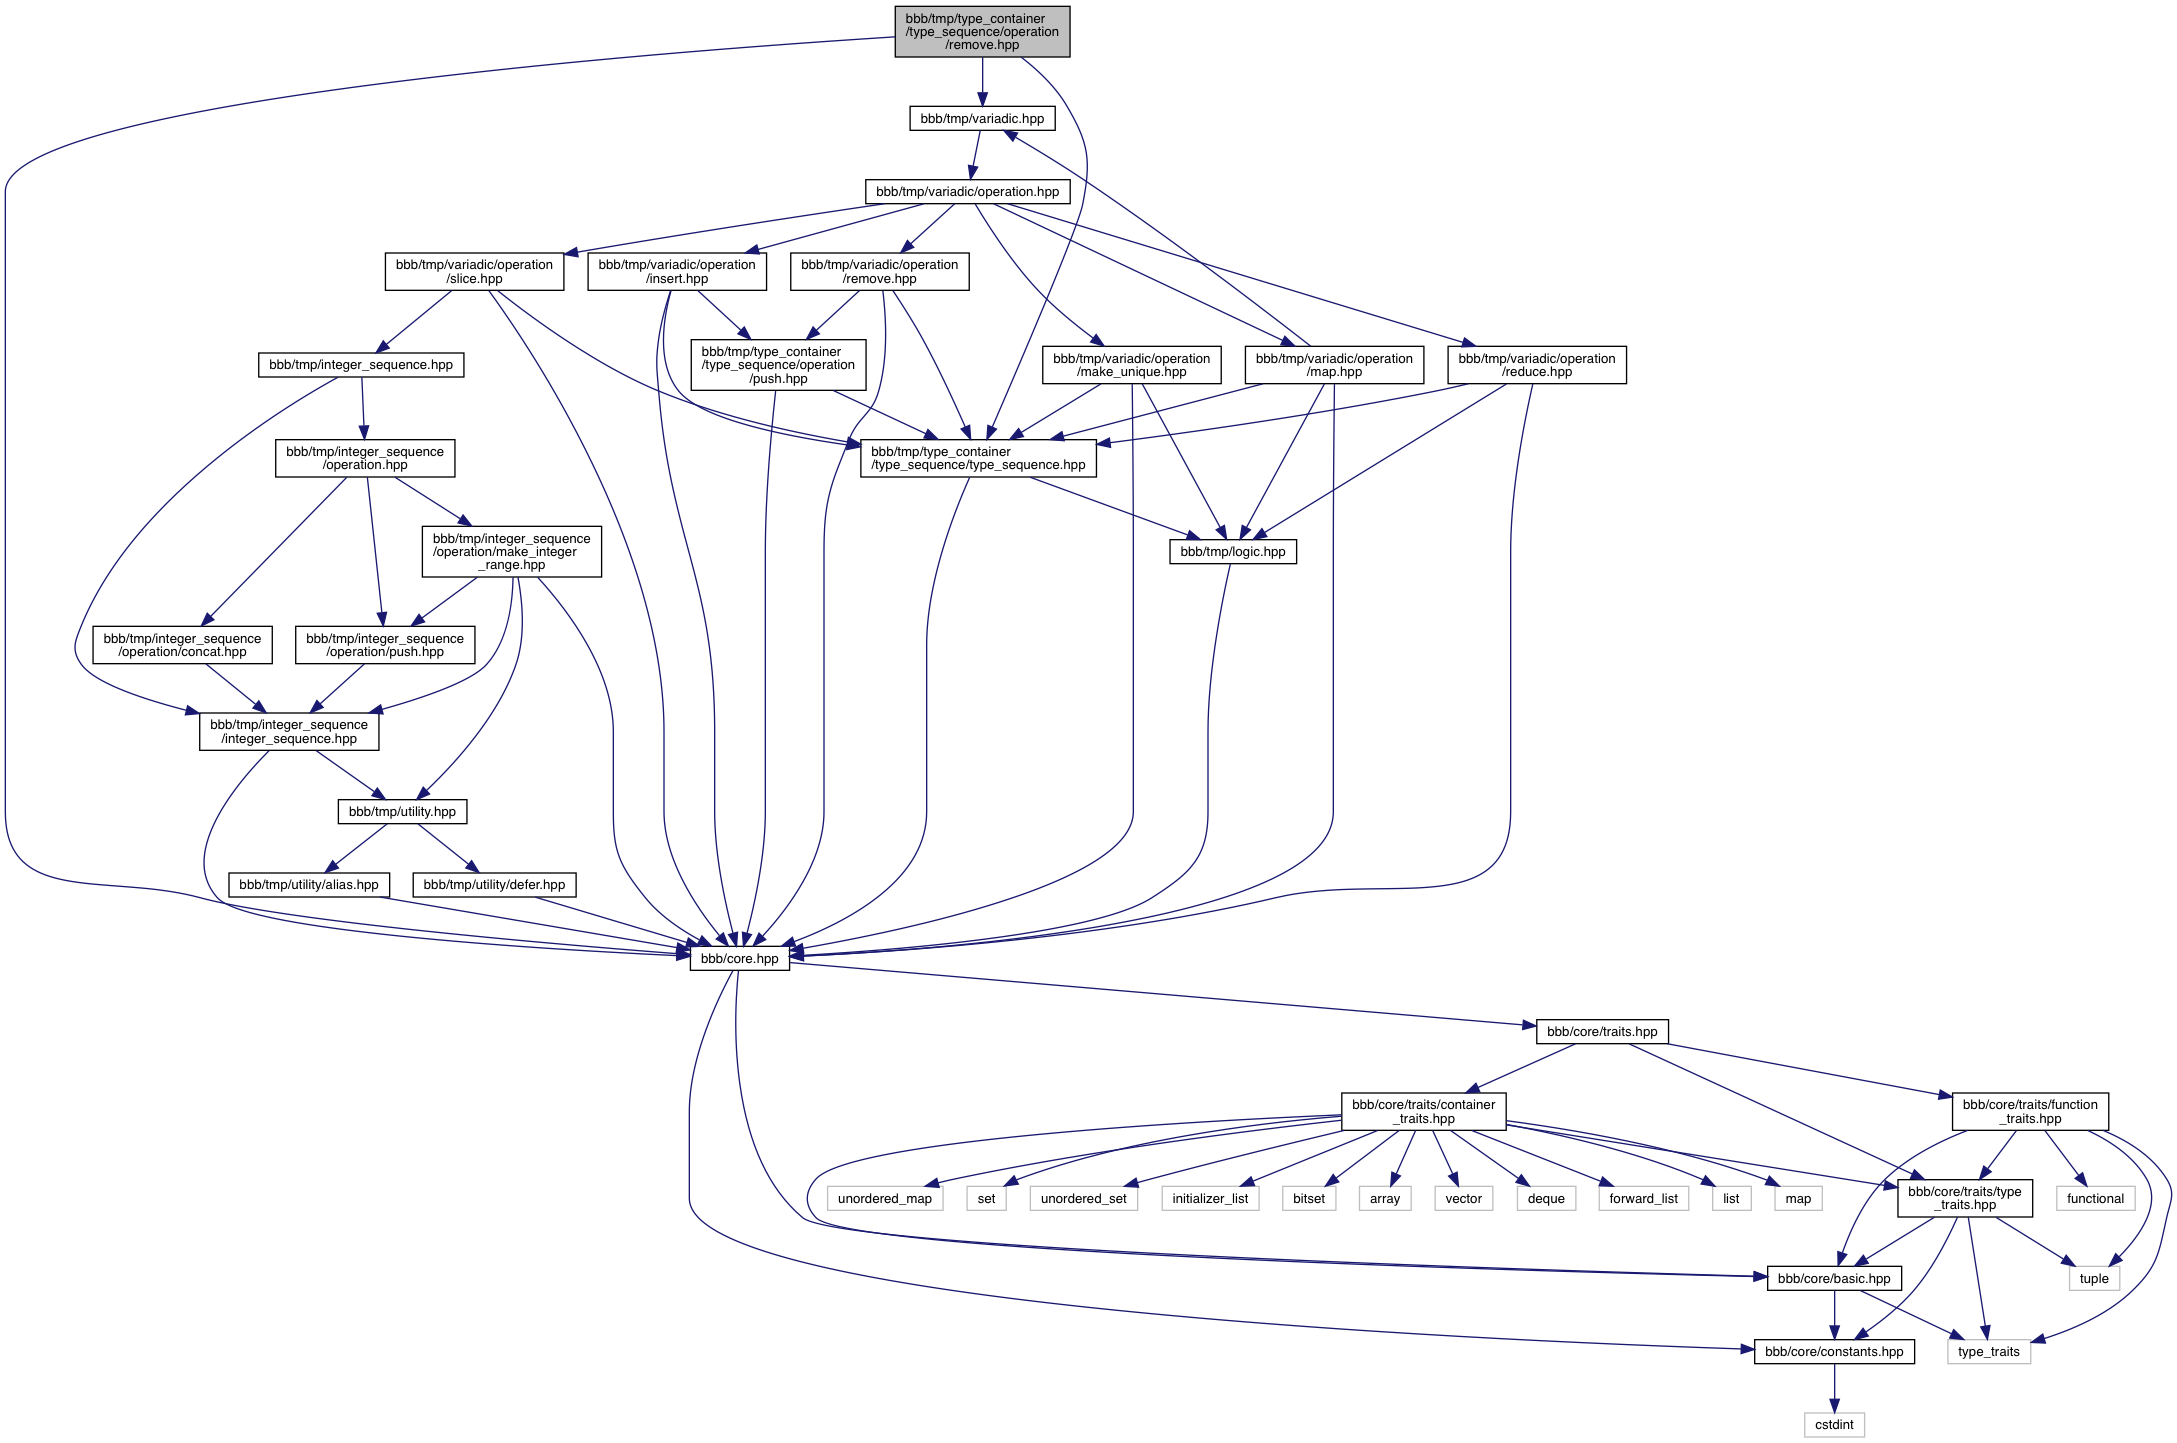 bbb/tmp/type_container
/type_sequence/operation
/remove.hpp
bbb/tmp/variadic.hpp
bbb/tmp/variadic/operation.hpp
bbb/tmp/variadic/operation
/slice.hpp
bbb/tmp/variadic/operation
/insert.hpp
bbb/tmp/variadic/operation
/remove.hpp
bbb/tmp/integer_sequence.hpp
bbb/tmp/type_container
/type_sequence/operation
/push.hpp
bbb/tmp/variadic/operation
/make_unique.hpp
bbb/tmp/variadic/operation
/map.hpp
bbb/tmp/variadic/operation
/reduce.hpp
bbb/tmp/integer_sequence
/operation.hpp
bbb/tmp/type_container
/type_sequence/type_sequence.hpp
bbb/tmp/integer_sequence
/operation/make_integer
_range.hpp
bbb/tmp/logic.hpp
bbb/tmp/integer_sequence
/operation/concat.hpp
bbb/tmp/integer_sequence
/operation/push.hpp
bbb/tmp/integer_sequence
/integer_sequence.hpp
bbb/tmp/utility.hpp
bbb/tmp/utility/alias.hpp
bbb/tmp/utility/defer.hpp
bbb/core.hpp
bbb/core/traits.hpp
bbb/core/traits/container
_traits.hpp
bbb/core/traits/function
_traits.hpp
unordered_map
set
unordered_set
initializer_list
bitset
array
vector
deque
forward_list
list
map
bbb/core/traits/type
_traits.hpp
functional
bbb/core/basic.hpp
tuple
bbb/core/constants.hpp
type_traits
cstdint